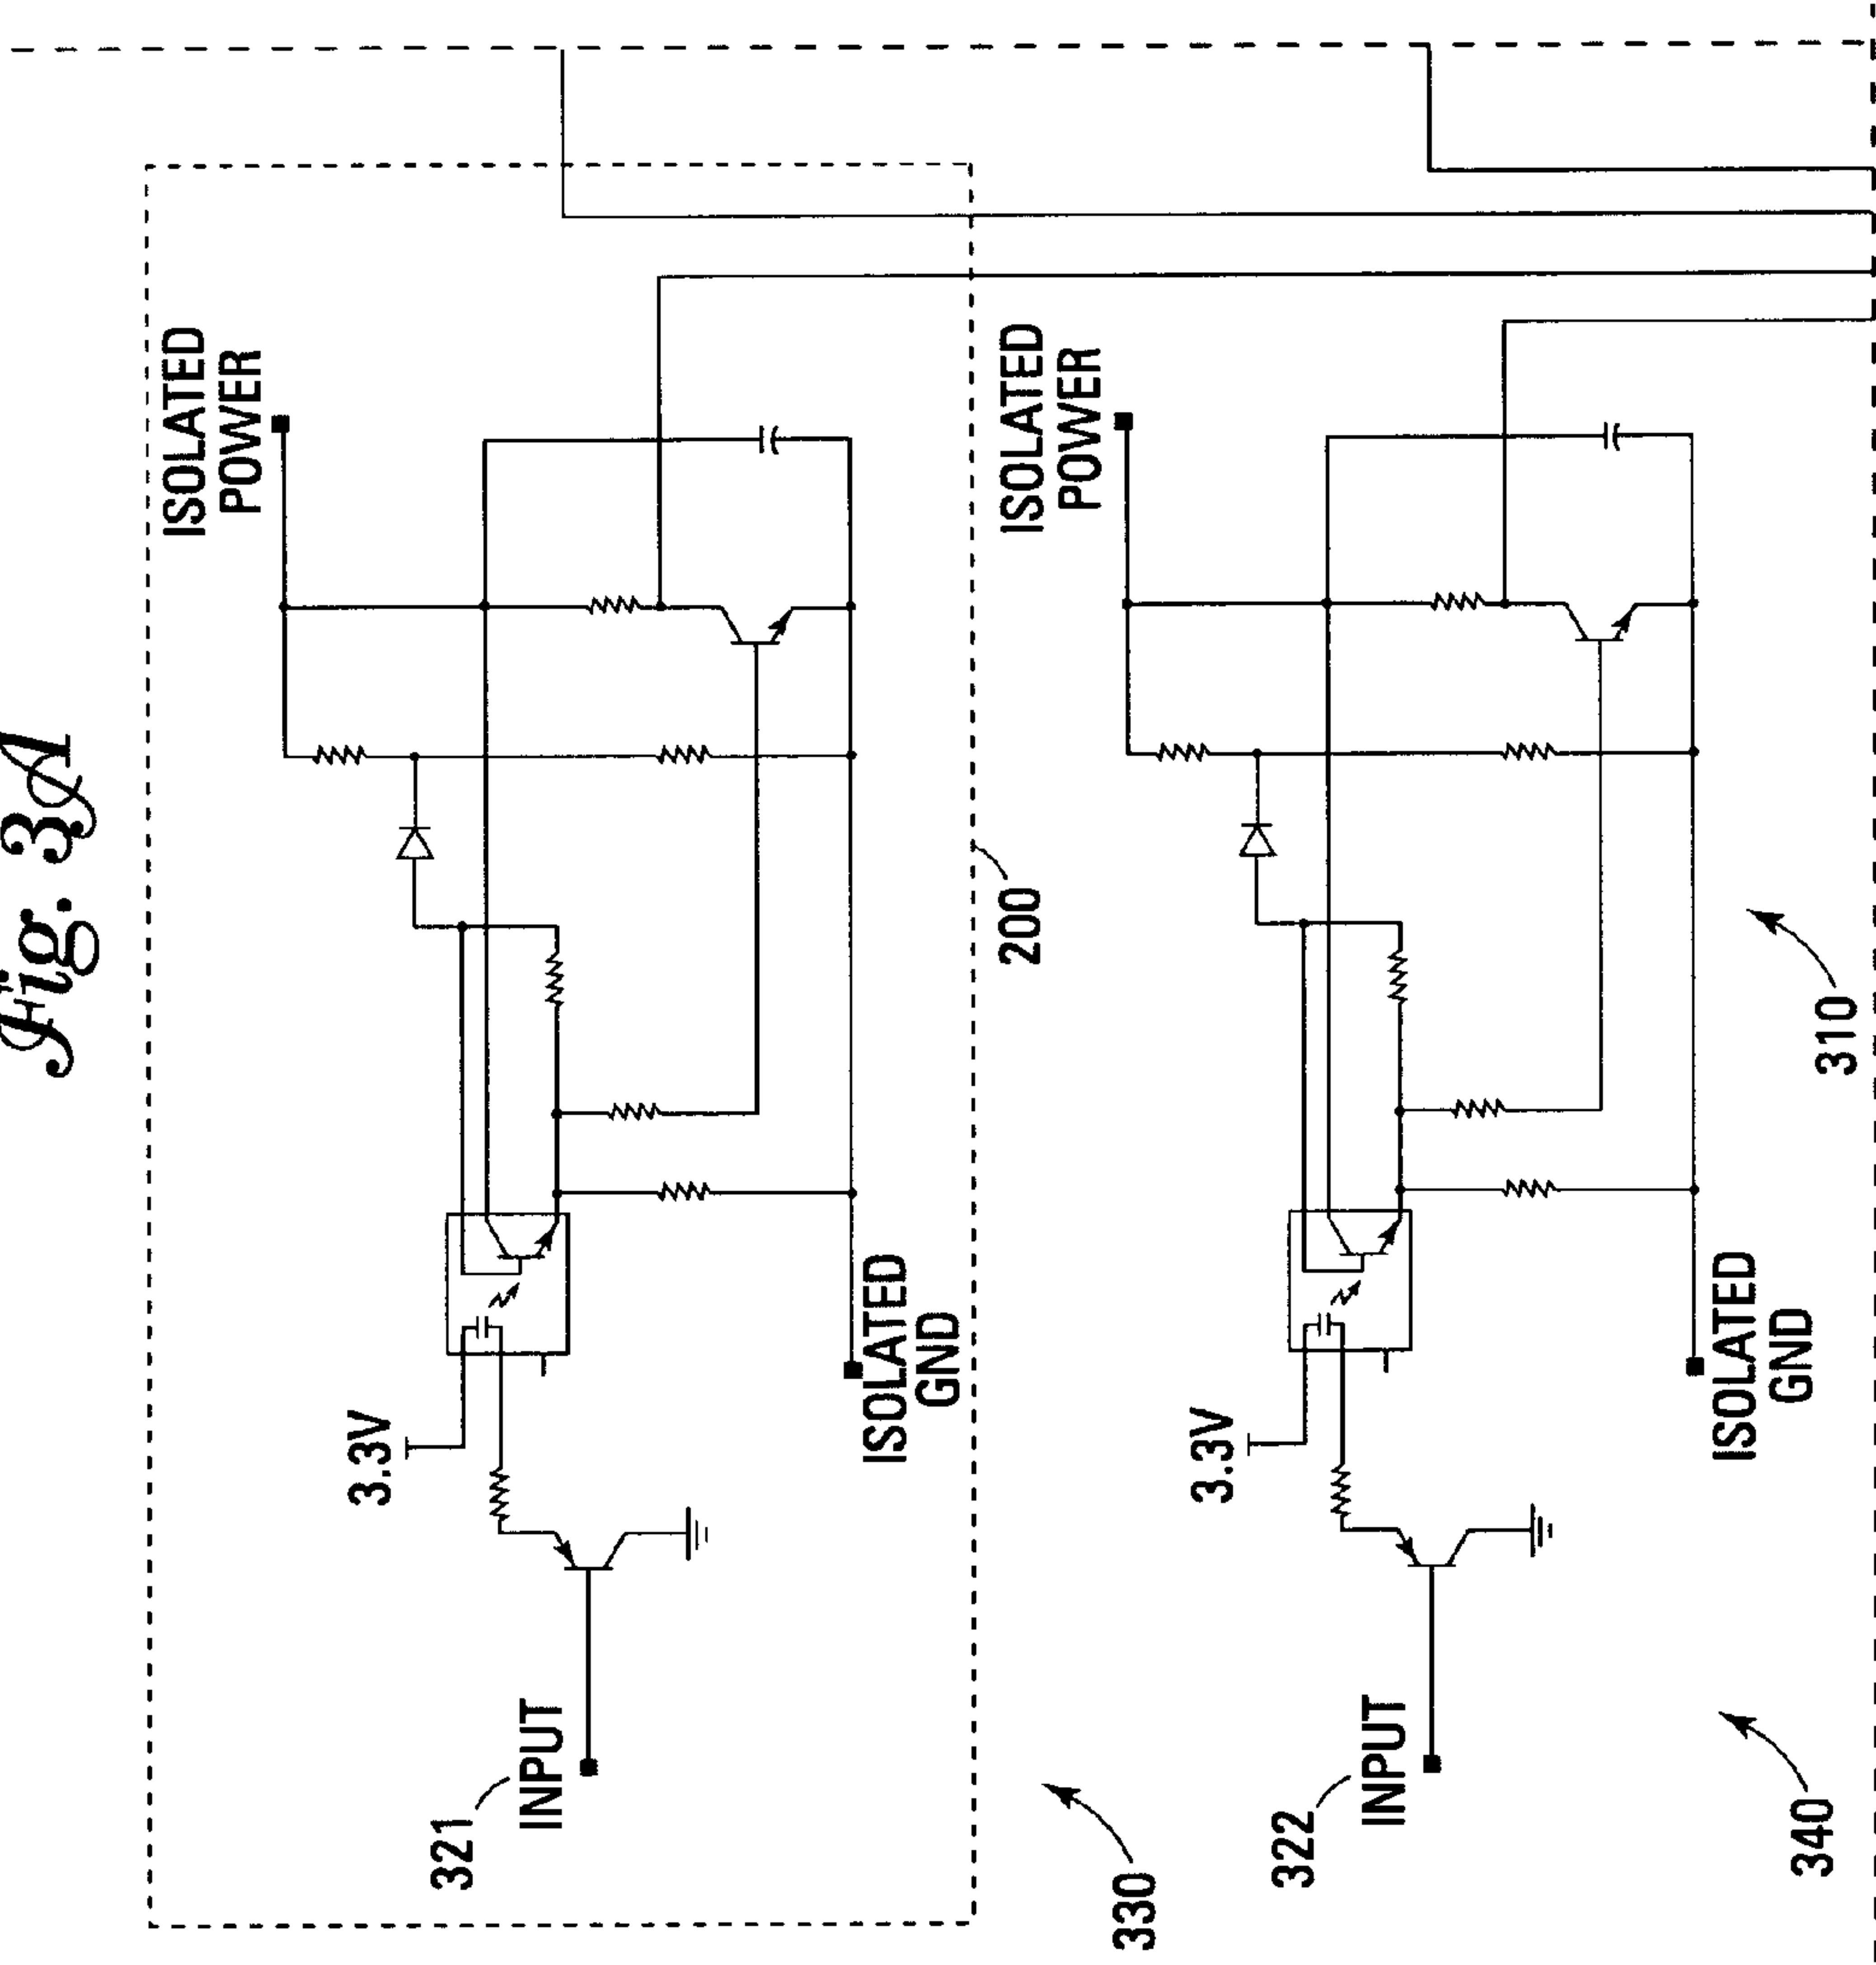 Fig. 3A
ISOLATED
POWER
3.3V
321
INPUT
ISOLATED
GND
200
330
ISOLATED
POWER
3.3V
322
INPUT
ISOLATED
GND
310
340